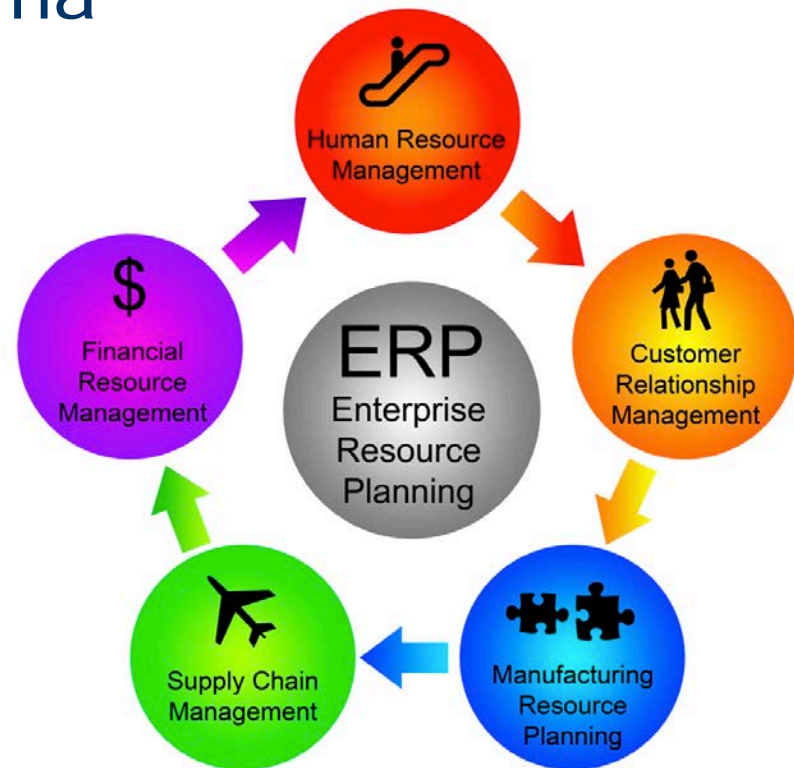 na
Human Resource
Management
$
Financial
Resource
Management
ERP
Enterprise
Resource
Planning
Customer
Relationship
Management
Supply Chain
Management
Manufacturing
Resource
Planning